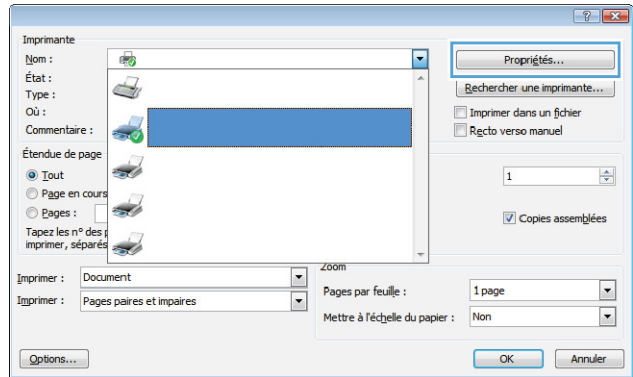 Imprimante
Nom :
Propriétés...
État :
Type :
Rechercher une imprimante...
Où :
Imprimer dans un fichier
Commentaire :
Recto verso manuel
Étendue de page
Tout
1
Page en cours
Pages :
Copies assemblées
Tapez les nº des
imprimer, séparés
Zoom
Imprimer :
Document
Pages par feuille :
1 page
Imprimer :
Pages paires et impaires
Mettre à l'échelle du papier :
Non
Options...
OK
Annuler